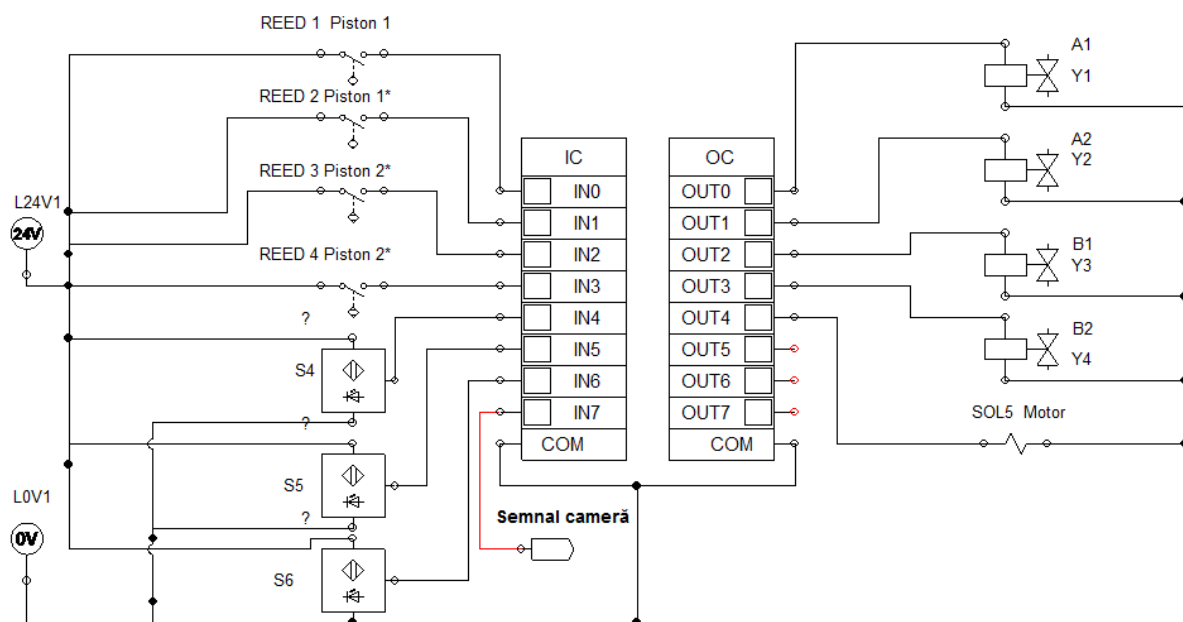 REED 1 Piston 1
REED 2 Piston 1*
REED 3 Piston 2*
REED 4 Piston 2*
L24V1
24V
?
S4
?
S5
?
S6
L0V1
0V
IC
IN0
IN1
IN2
IN3
IN4
IN5
IN6
IN7
COM
OC
OUT0
OUT1
OUT2
OUT3
OUT4
OUT5
OUT6
OUT7
COM
Semnal cameră
A1
Y1
A2
Y2
B1
Y3
B2
Y4
SOL5 Motor